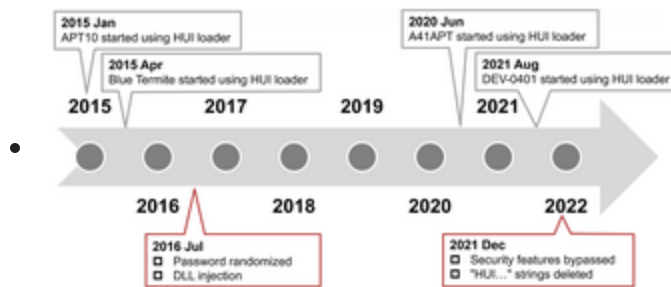 2015 Jan
APT10 started using HUI loader
2015 Apr
Blue Termite started using HUI loader
2020 Jun
A41APT started using HUI loader
2021 Aug
DEV-0401 started using HUI loader
2015
2017
2019
2021
2016
2018
2020
2022
2016 Jul
Password randomized
DLL injection
2021 Dec
Security features bypassed
"HUI..." strings deleted